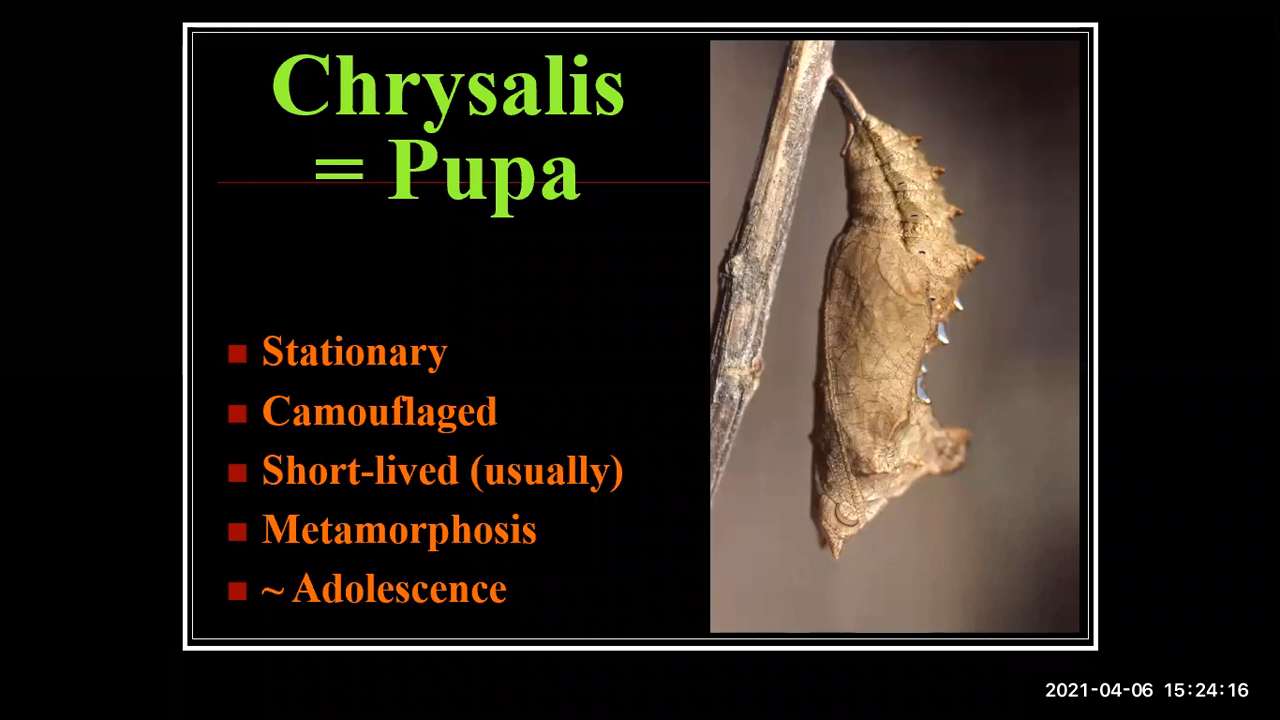 Chrysalis
= Pupa
Stationary
Camouflaged
Short-lived (usually)
Metamorphosis
~ Adolescence
2021-04-06 15:24:16